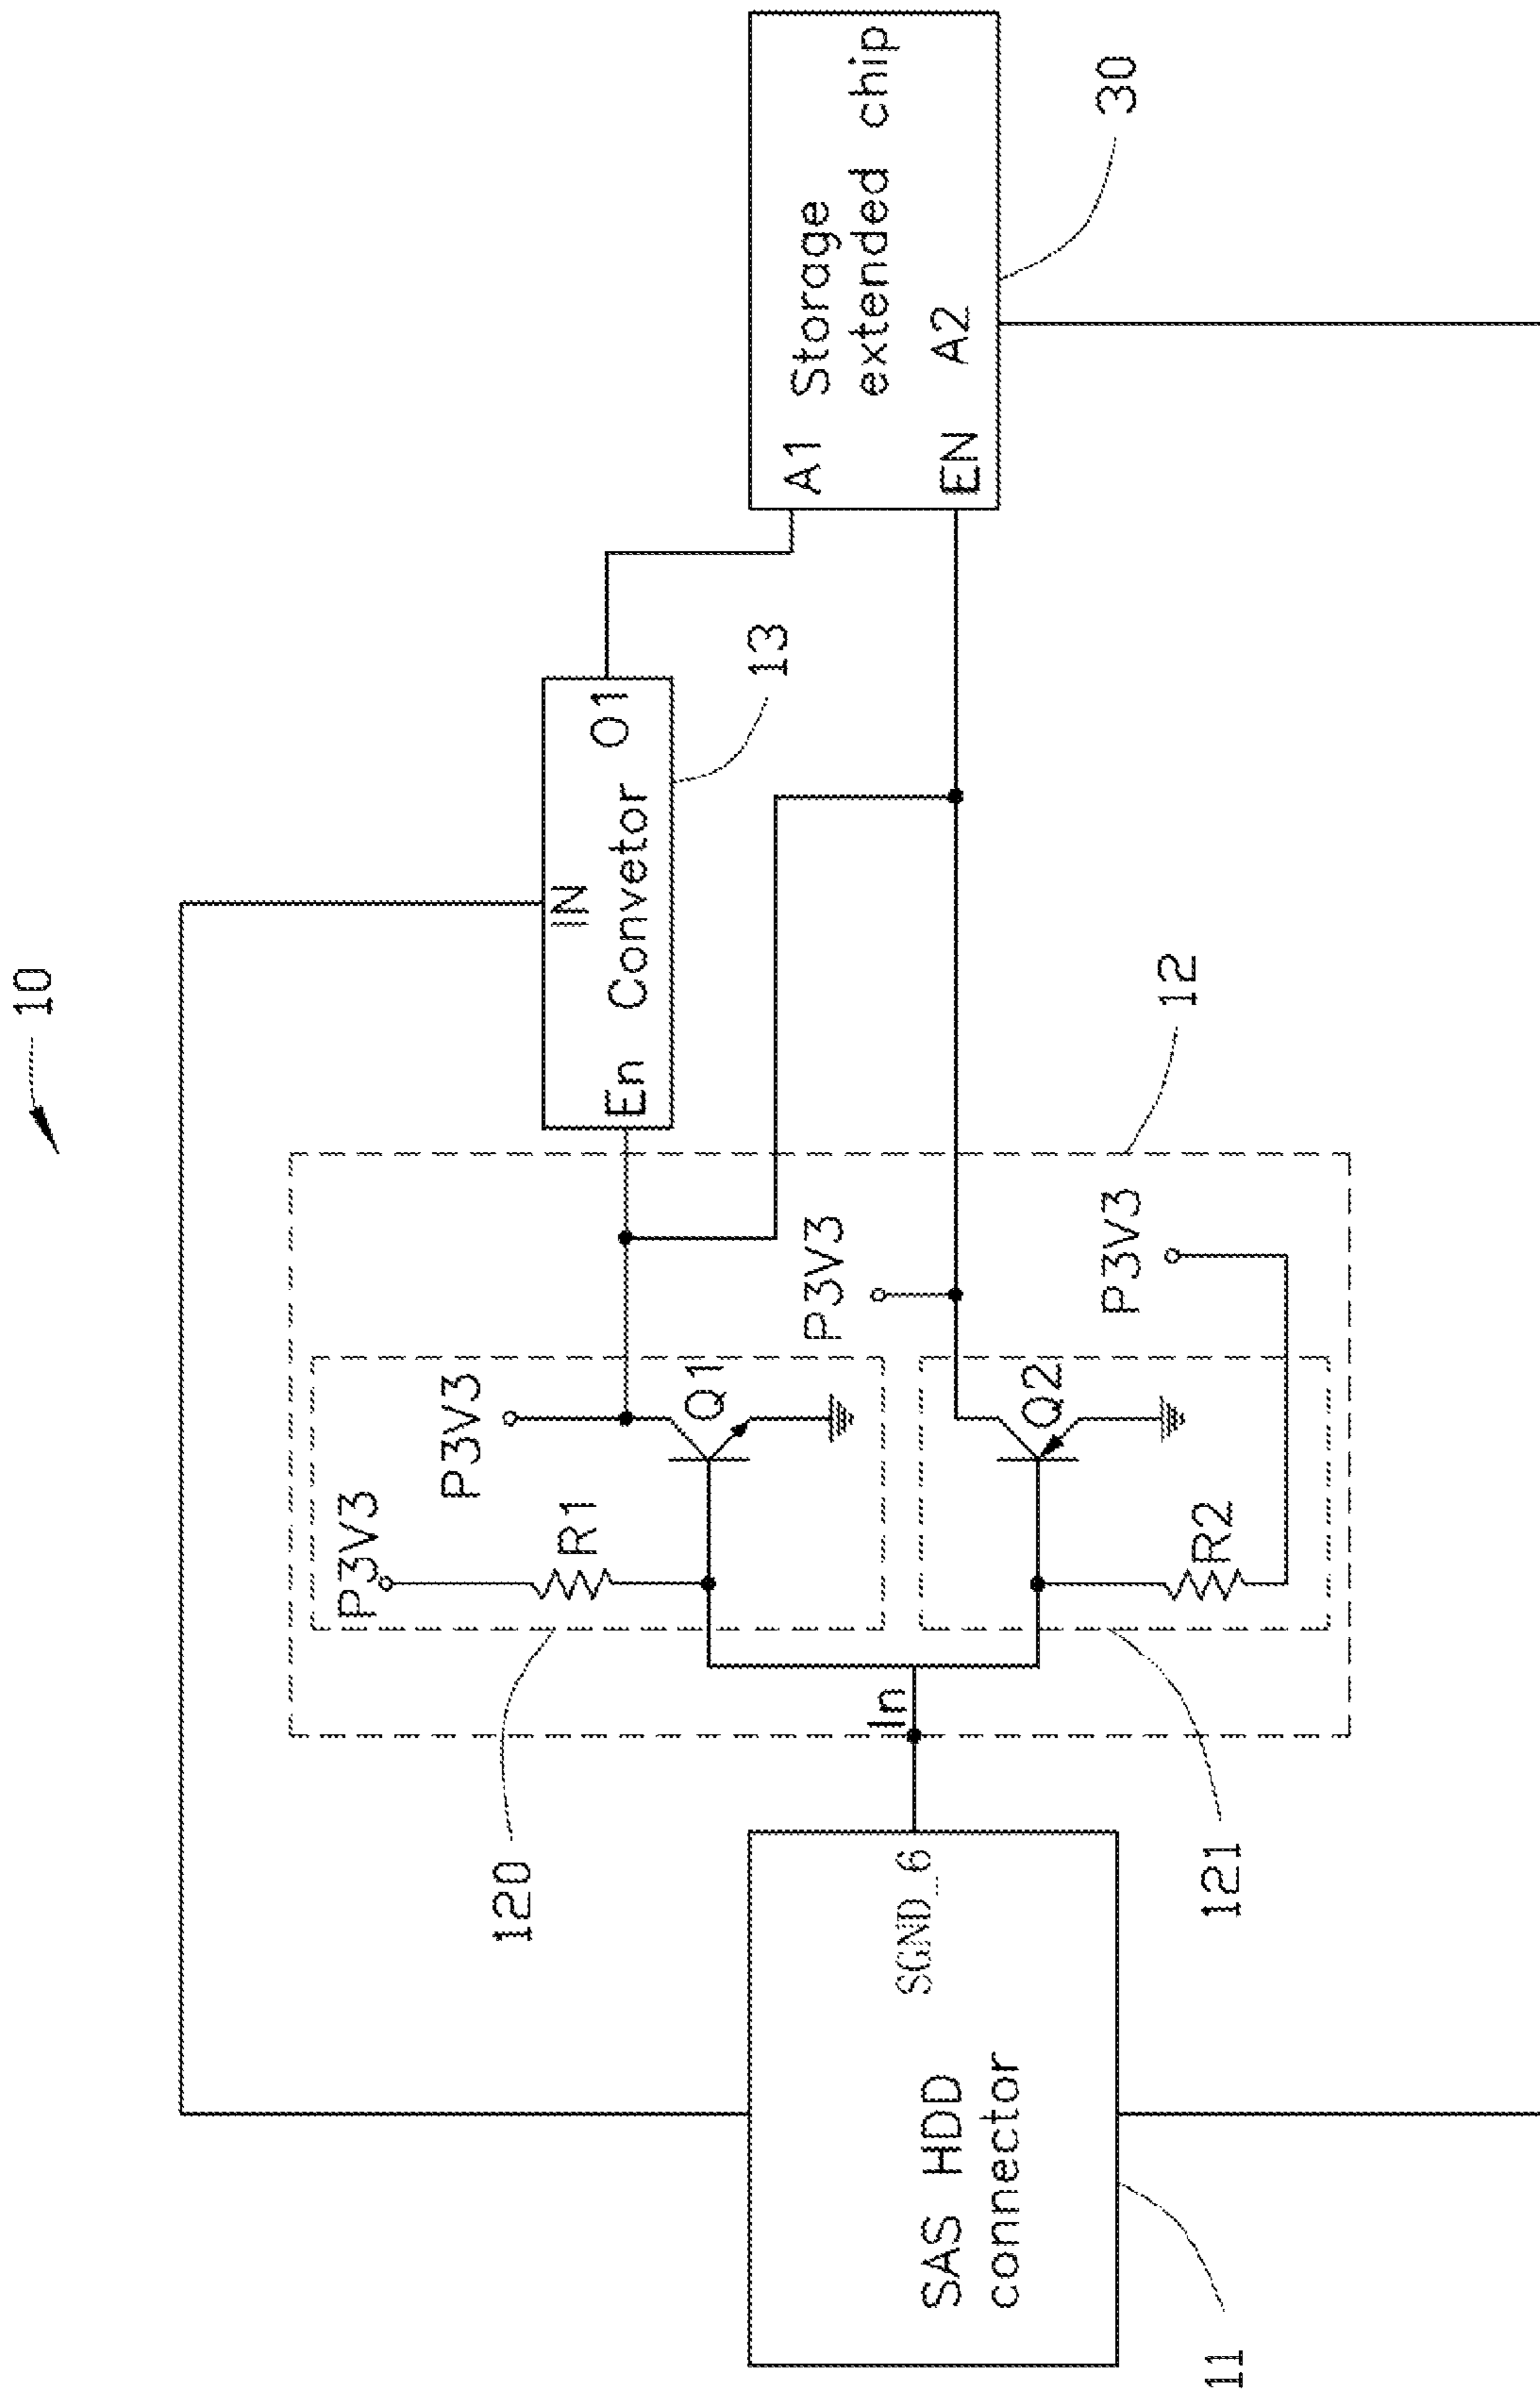 10
IN
En Convetor O1
13
A1 Storage
extended chip
EN A2
30
12
P3V3
P3V3
R1
Q1
P3V3
P3V3
Q2
R2
In
120
121
SGND_6
SAS HDD
connector
11